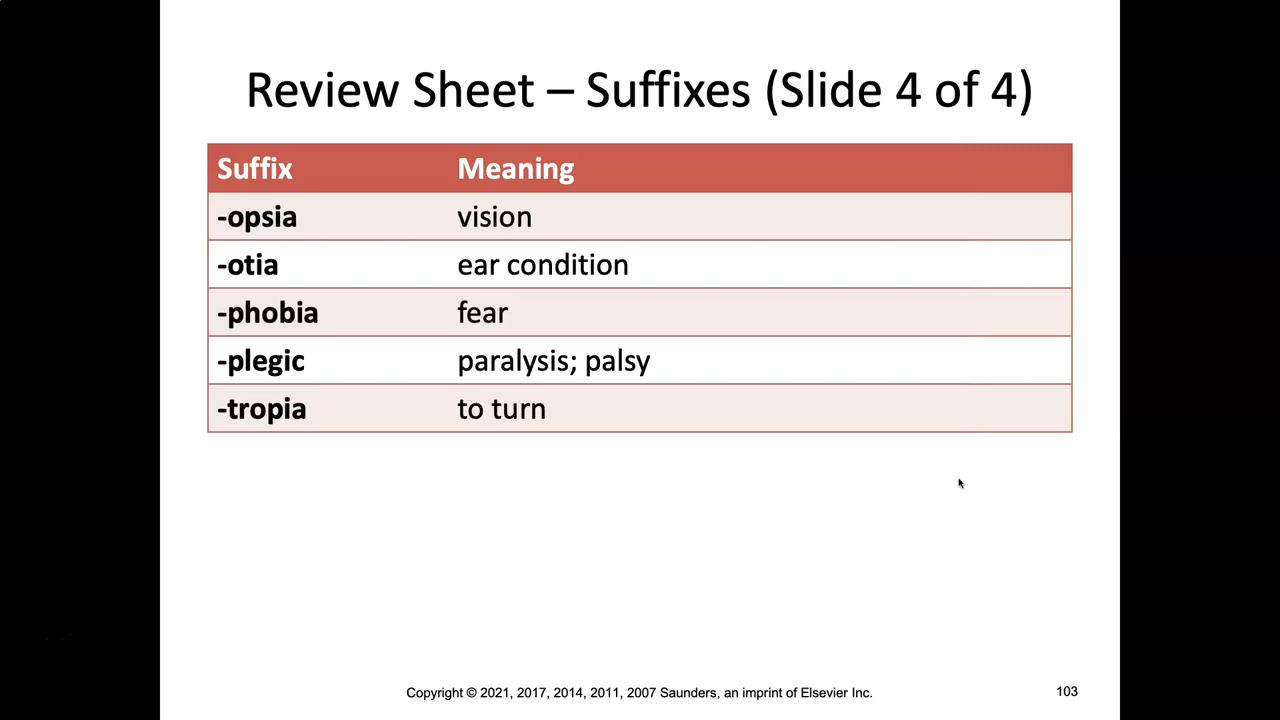 Review Sheet – Suffixes (Slide 4 of 4)
Suffix Meaning
-opsia vision
-otia ear condition
-phobia fear
-plegic paralysis; palsy
-tropia to turn
Copyright © 2021, 2017, 2014, 2011, 2007 Saunders, an imprint of Elsevier Inc. 103